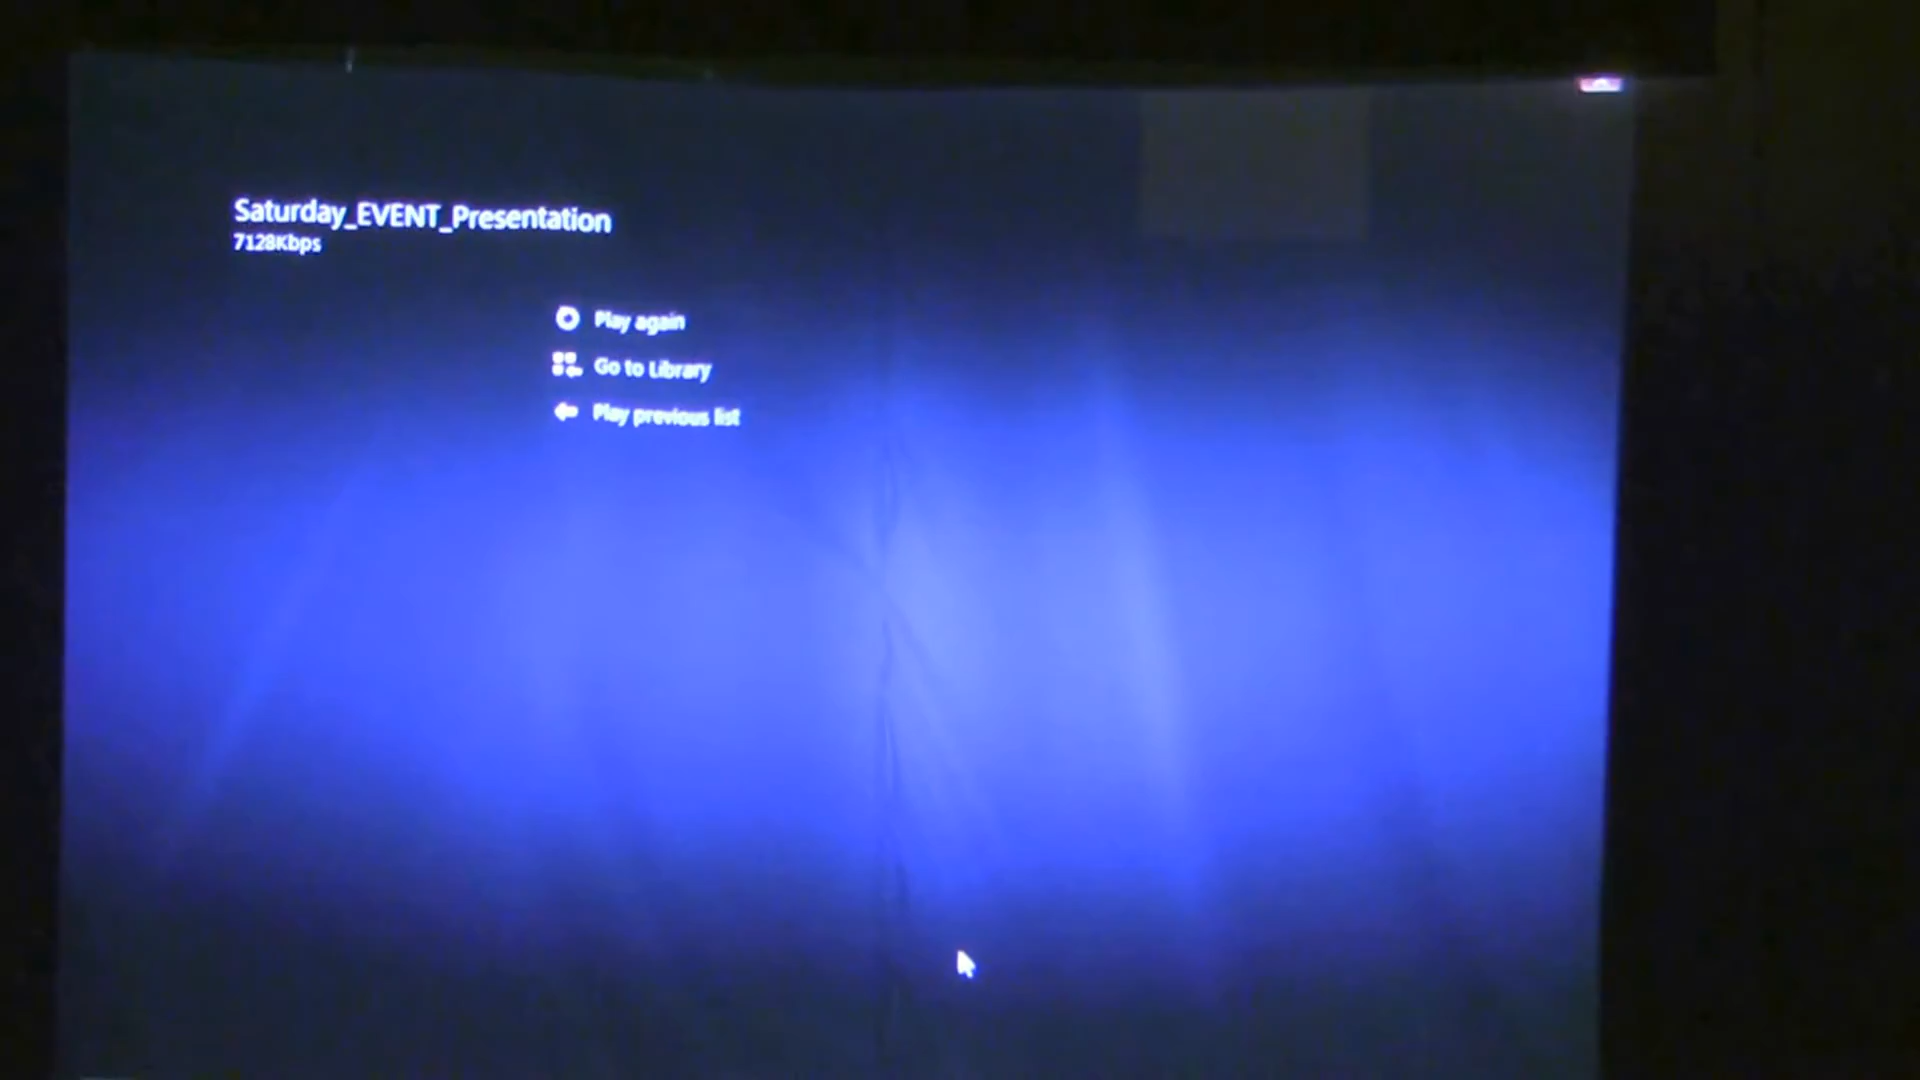 Saturday_EVENT_Presentation
7128Kbps
Play again
Go to Library
Play previous list